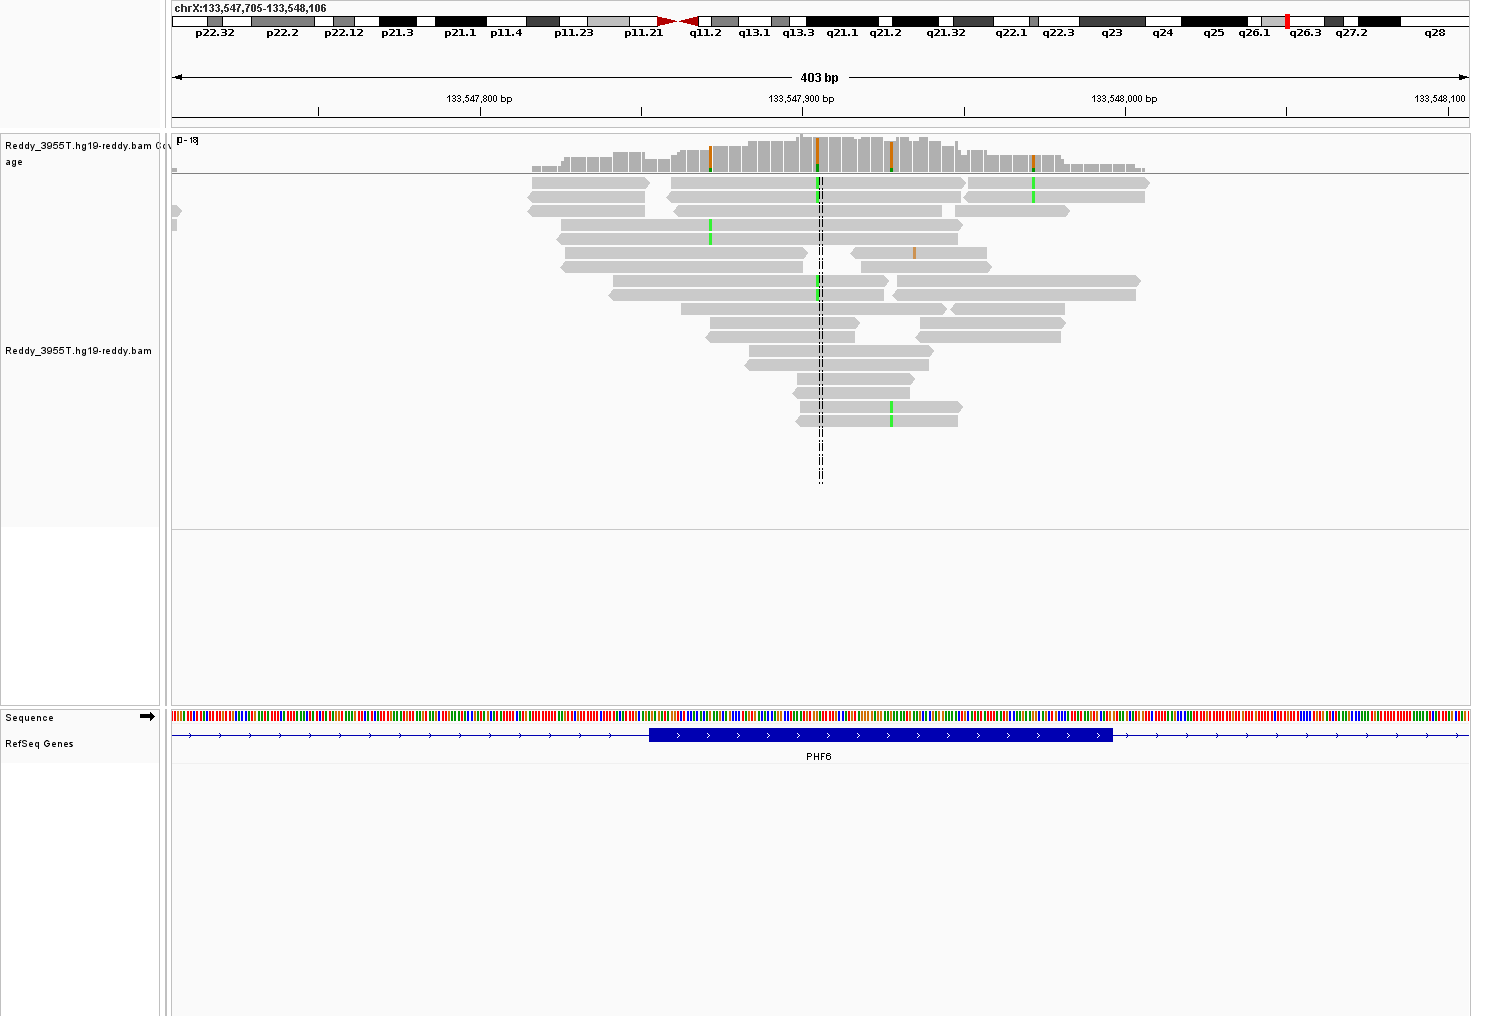 chrX:133,547,705-133,548,106
p22.32 p22.2 p22.12 p21.3 p21.1 p11.4 p11.23 p11.21 q11.2 q13.1 q13.3 q21.1 q21.2 q21.32 q22.1 q22.3 q23 q24 q25 q26.1 q26.3 q27.2 q28
403 bp
133,547,800 bp 133,547,900 bp 133,548,000 bp 133,548,100
[0 - 18]
Reddy_3955T.hg19-reddy.bam Cov
age
Reddy_3955T.hg19-reddy.bam
Sequence
RefSeq Genes
PHF6